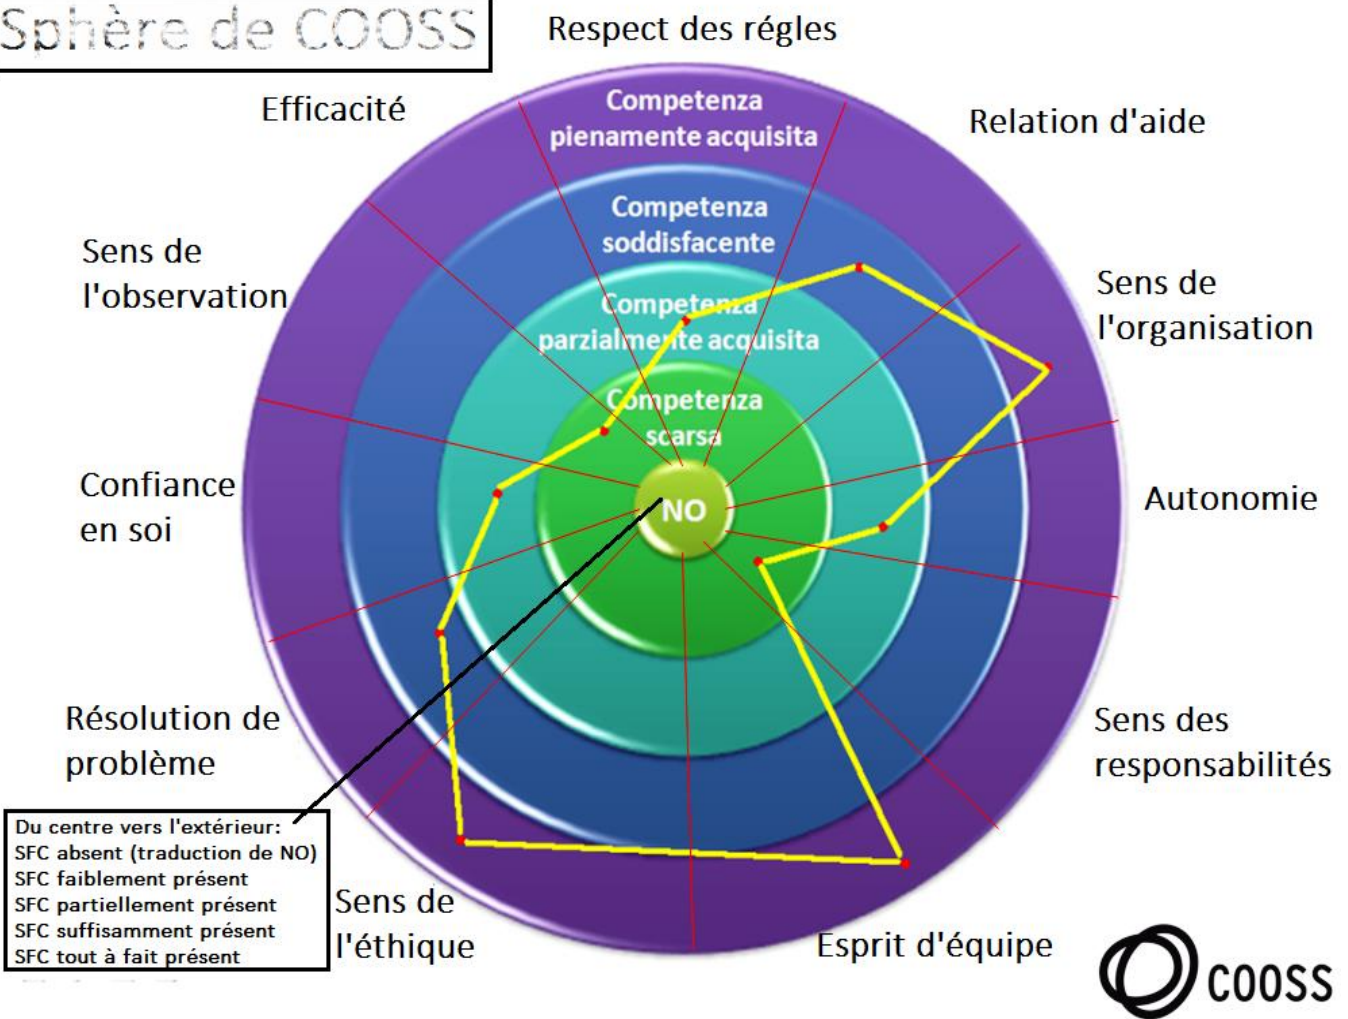 Sphère de COOSS
Respect des régles
Efficacité
Relation d'aide
Competenza
pienamente acquisita
Competenza
soddisfacente
Sens de
l'observation
Sens de
l'organisation
Competenza
parzialmente acquisita
Competenza
scarsa
NO
Confiance
en soi
Autonomie
Résolution de
problème
Sens des
responsabilités
Du centre vers l'extérieur:
SFC absent (traduction de NO)
SFC faiblement présent
SFC partiellement présent
SFC suffisamment présent
SFC tout à fait présent
Sens de
l'éthique
Esprit d'équipe
COOSS